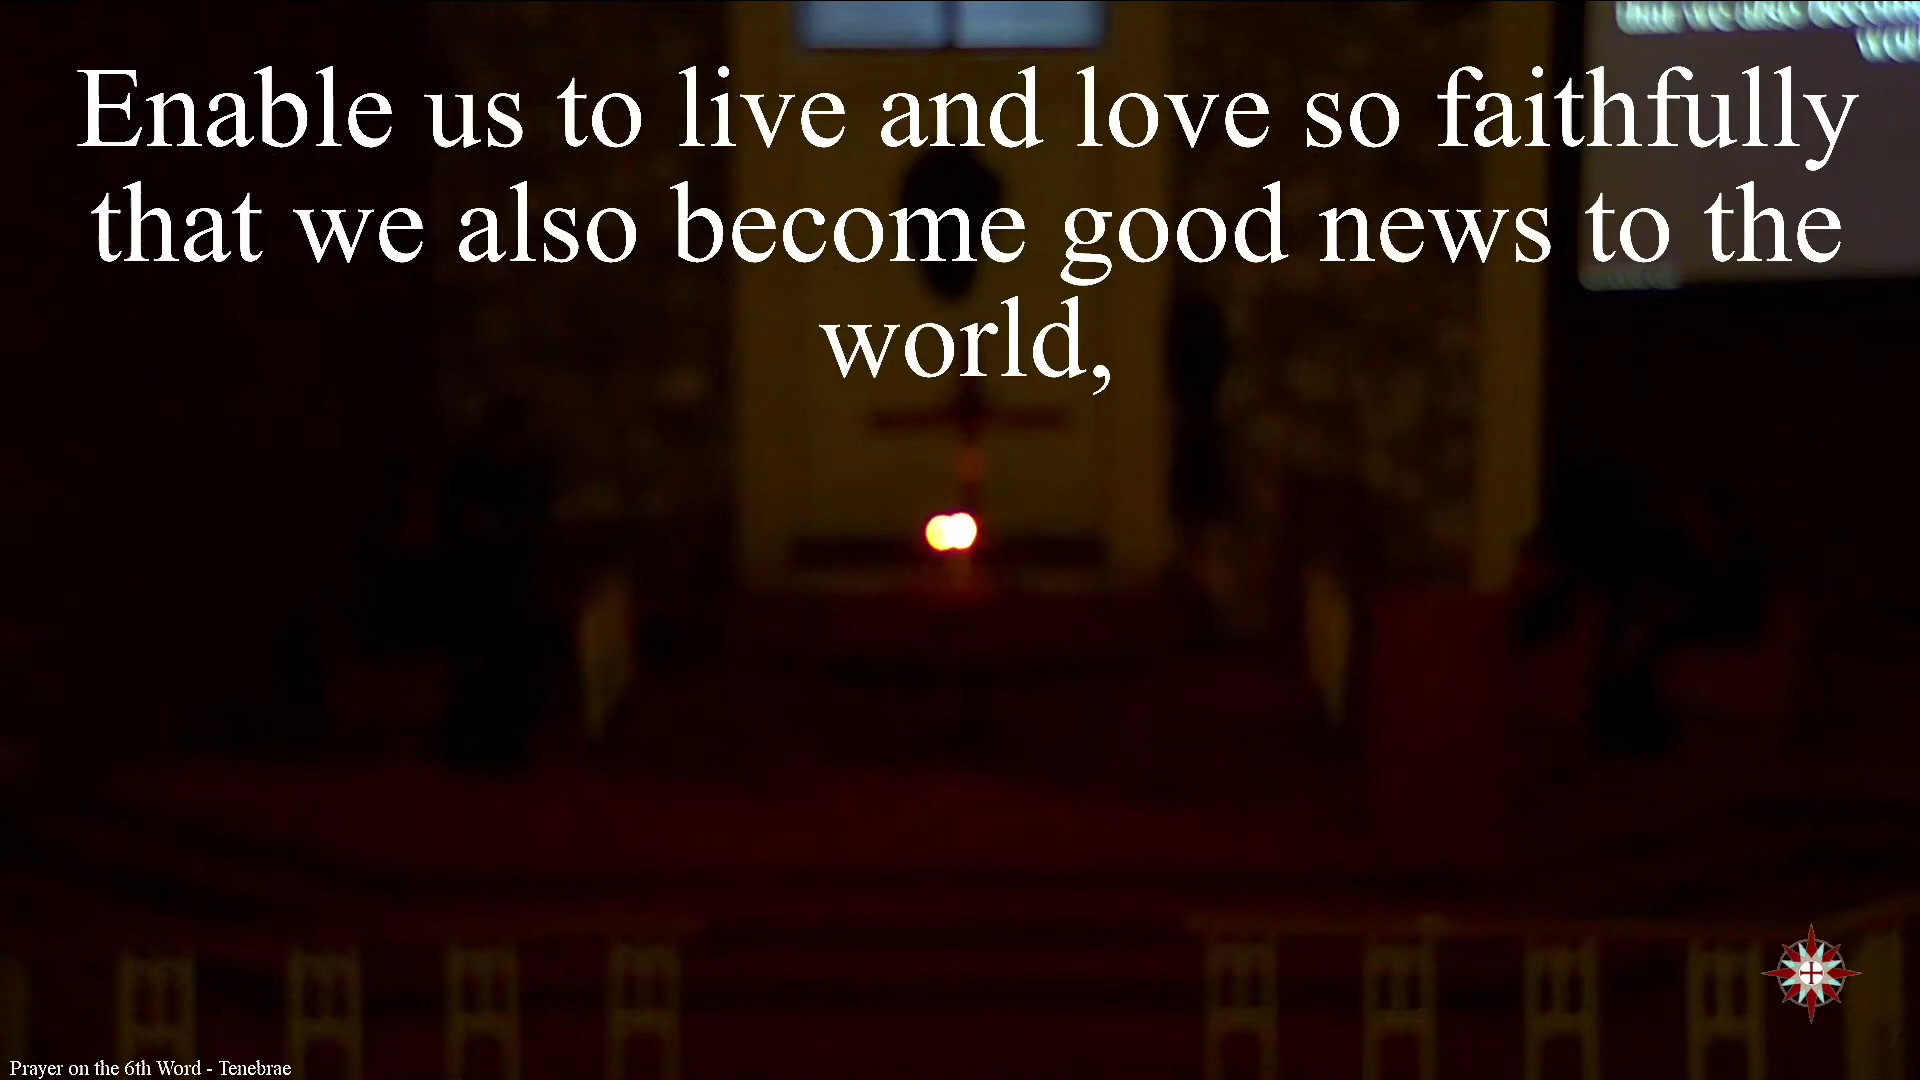 Enable us to live and love so faithfully
that we also become good news to the
world,
Prayer on the 6th Word - Tenebrae